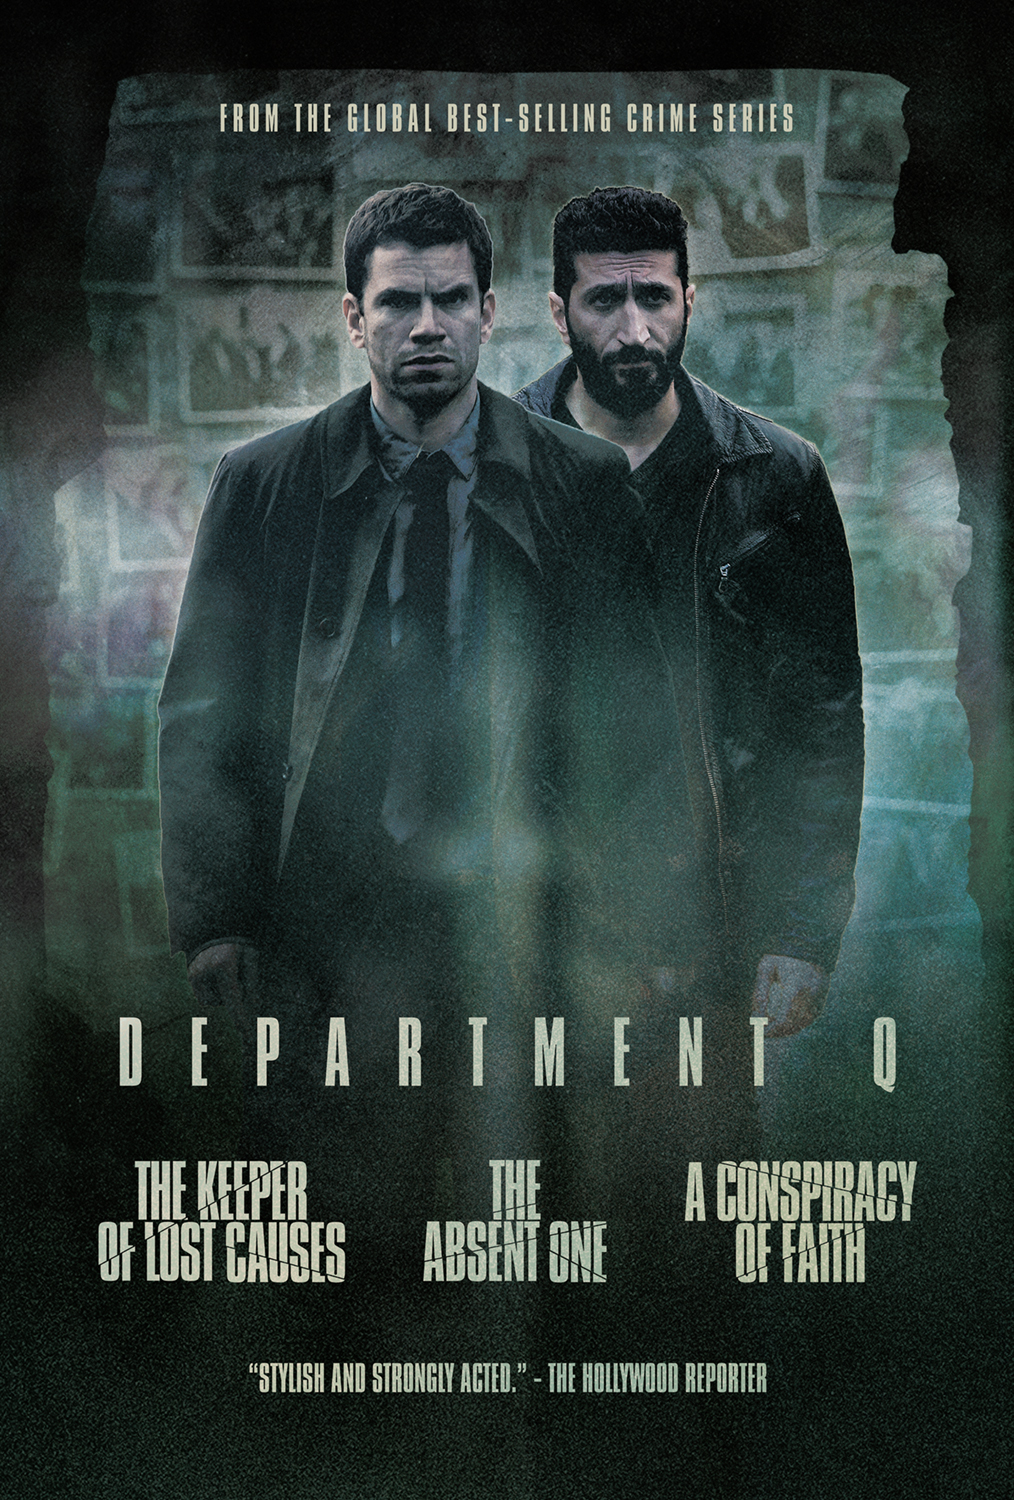 FROM THE GLOBAL BEST-SELLING CRIME SERIES
DEPARTMENT Q
THE KEEPER
OF LOST CAUSES
THE
ABSENT ONE
A CONSPIRACY
OF FAITH
“STYLISH AND STRONGLY ACTED.” - THE HOLLYWOOD REPORTER